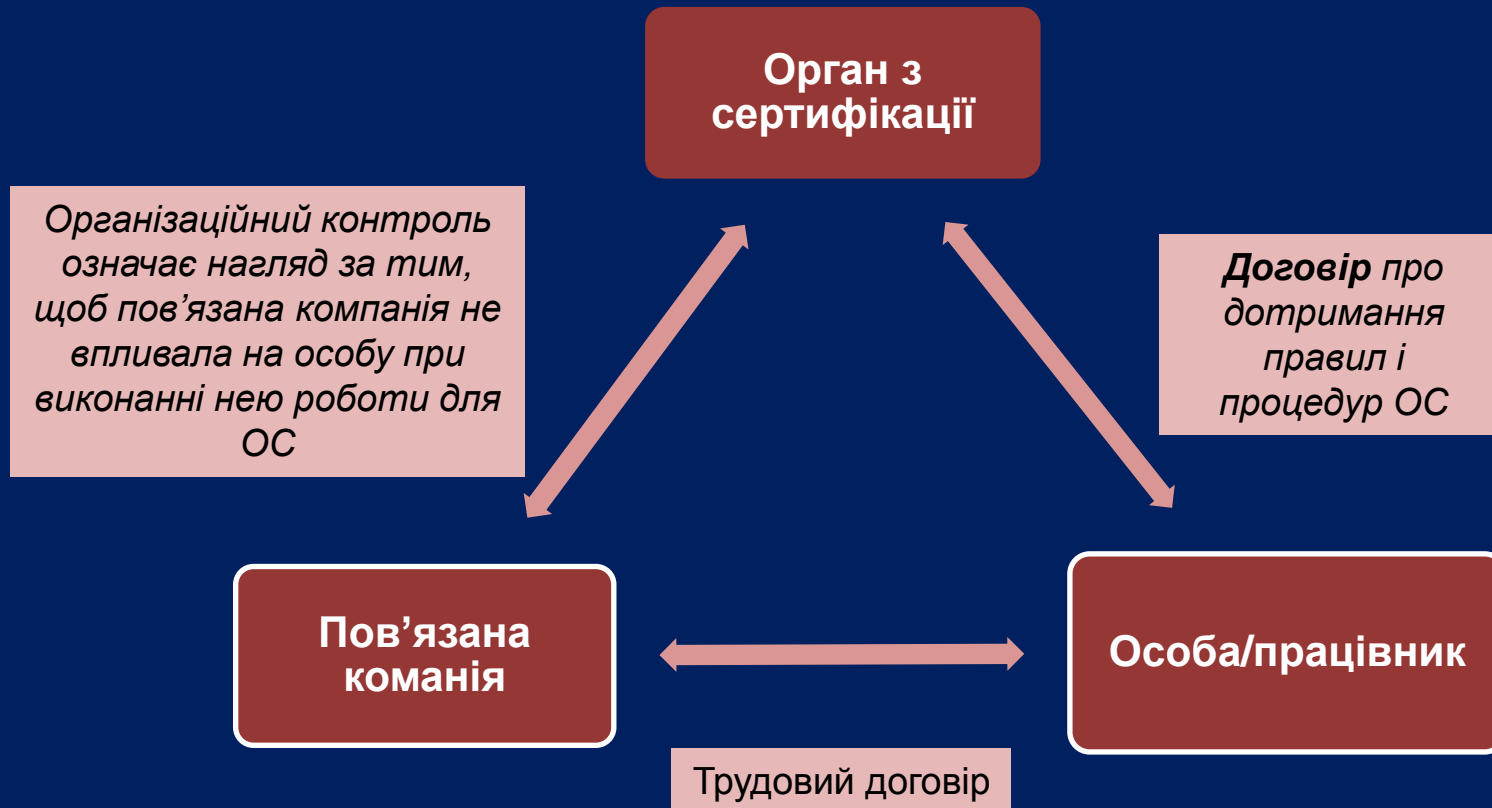 Орган з
сертифікації
Організаційний контроль
означає нагляд за тим,
щоб пов’язана компанія не
впливала на особу при
виконанні нею роботи для
ОС
Договір про
дотримання
правил і
процедур ОС
Пов’язана
команія
Особа/працівник
Трудовий договір